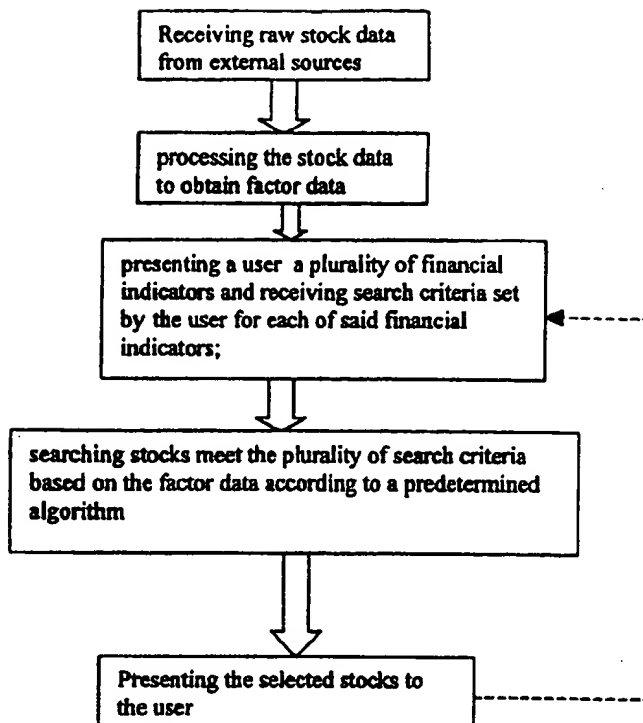 Receiving raw stock data
from external sources
processing the stock data
to obtain factor data
presenting a user a plurality of financial
indicators and receiving search criteria set
by the user for each of said financial
indicators;
searching stocks meet the plurality of search criteria
based on the factor data according to a predetermined
algorithm
Presenting the selected stocks to
the user